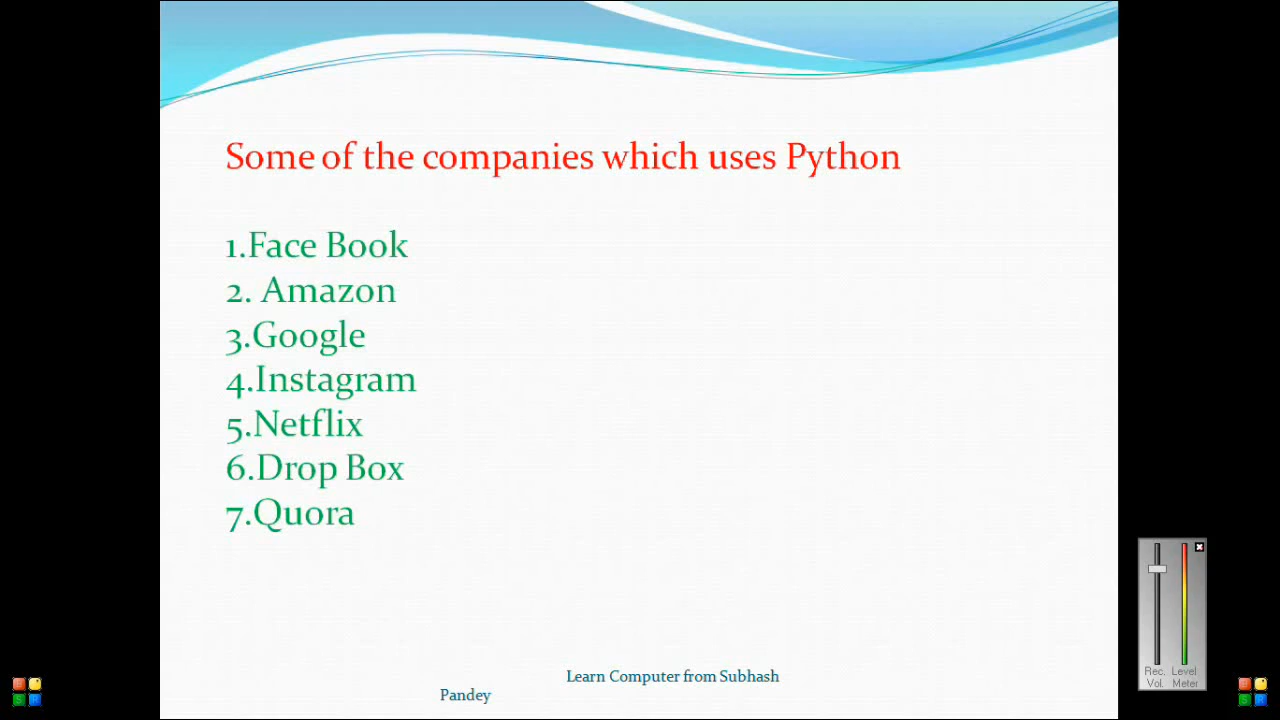 Some of the companies which uses Python
1.Face Book
2. Amazon
3.Google
4.Instagram
5.Netflix
6.Drop Box
7.Quora
Learn Computer from Subhash
Pandey
Rec. Level
Vol. Meter